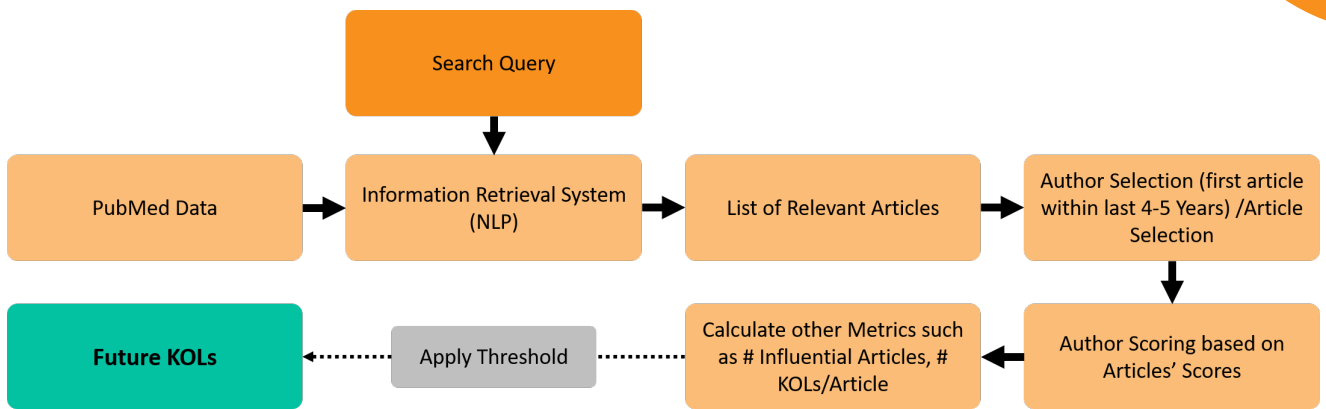 Search Query
PubMed Data
Information Retrieval System
(NLP)
List of Relevant Articles
Author Selection (first article
within last 4-5 Years) /Article
Selection
Future KOLs
Apply Threshold
Calculate other Metrics such
as # Influential Articles, #
KOLs/Article
Author Scoring based on
Articles’ Scores